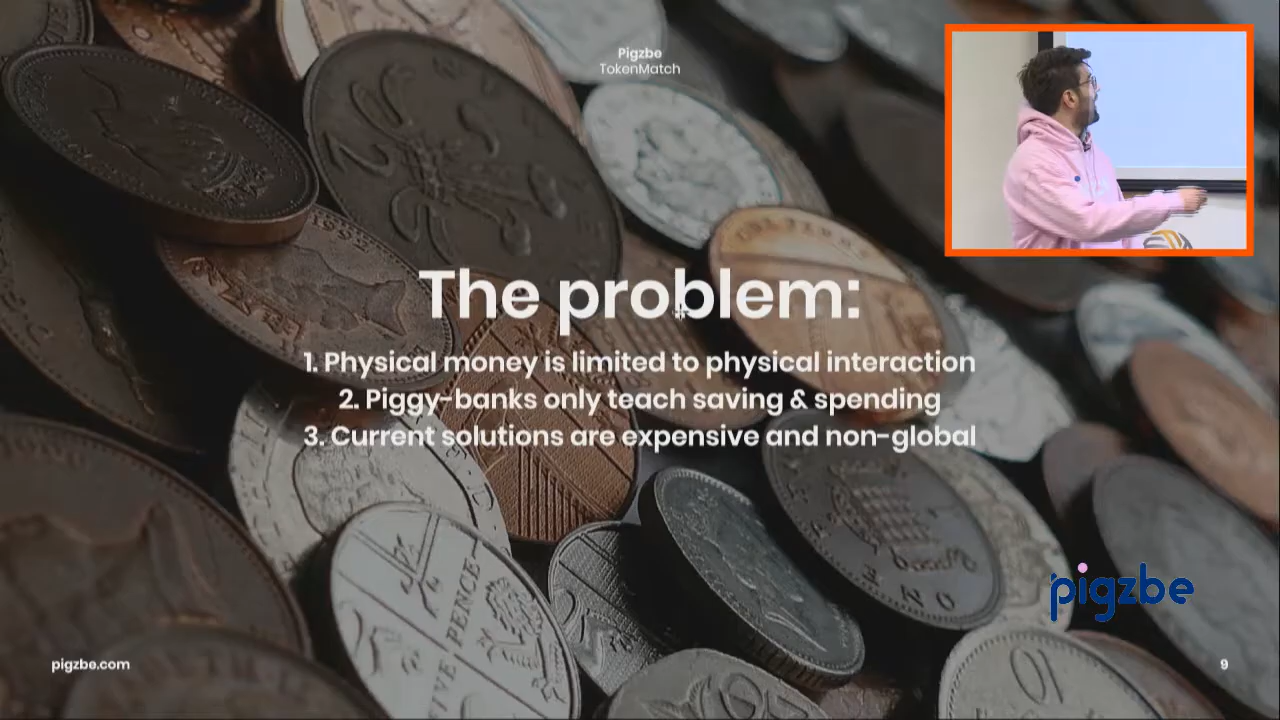 Pigzbe
TokenMatch
The problem:
1. Physical money is limited to physical interaction
2. Piggy-banks only teach saving & spending
3. Current solutions are expensive and non-global
PENCE
pigzbe
pigzbe.com
9